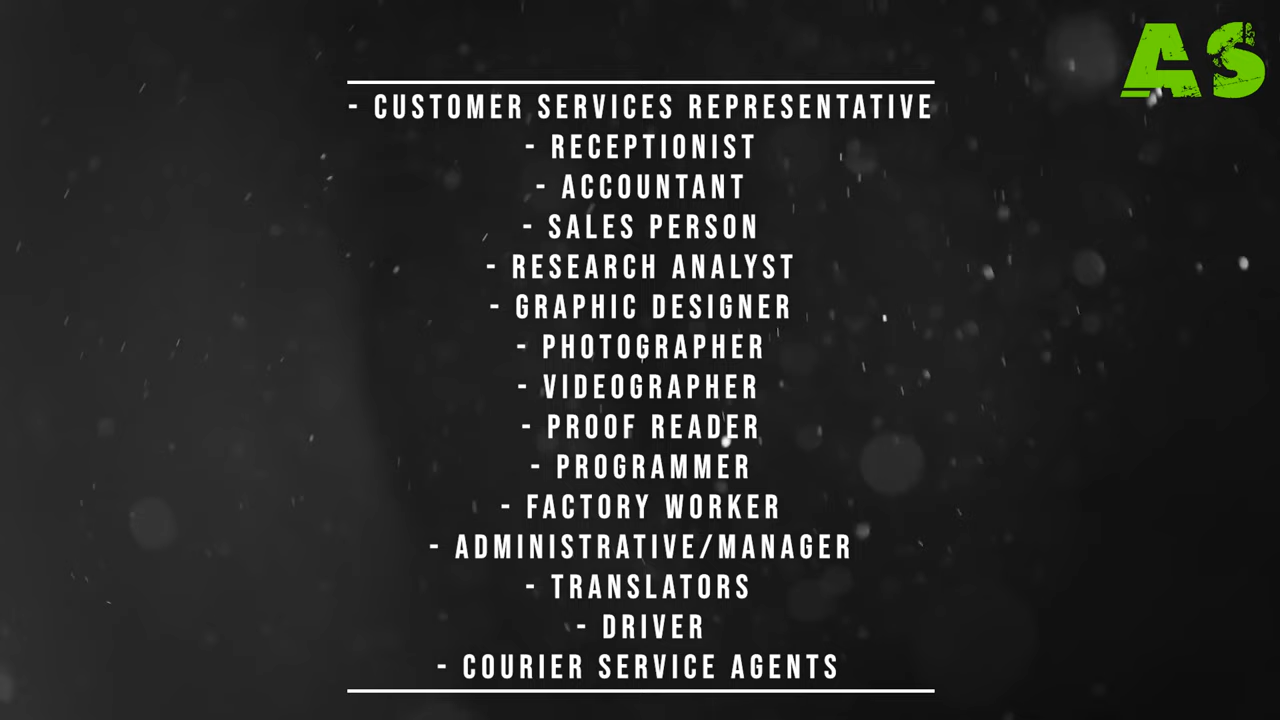 AS
- CUSTOMER SERVICES REPRESENTATIVE
- RECEPTIONIST
- ACCOUNTANT
- SALES PERSON
- RESEARCH ANALYST
- GRAPHIC DESIGNER
- PHOTOGRAPHER
- VIDEOGRAPHER
- PROOF READER
- PROGRAMMER
- FACTORY WORKER
- ADMINISTRATIVE/MANAGER
- TRANSLATORS
- DRIVER
- COURIER SERVICE AGENTS